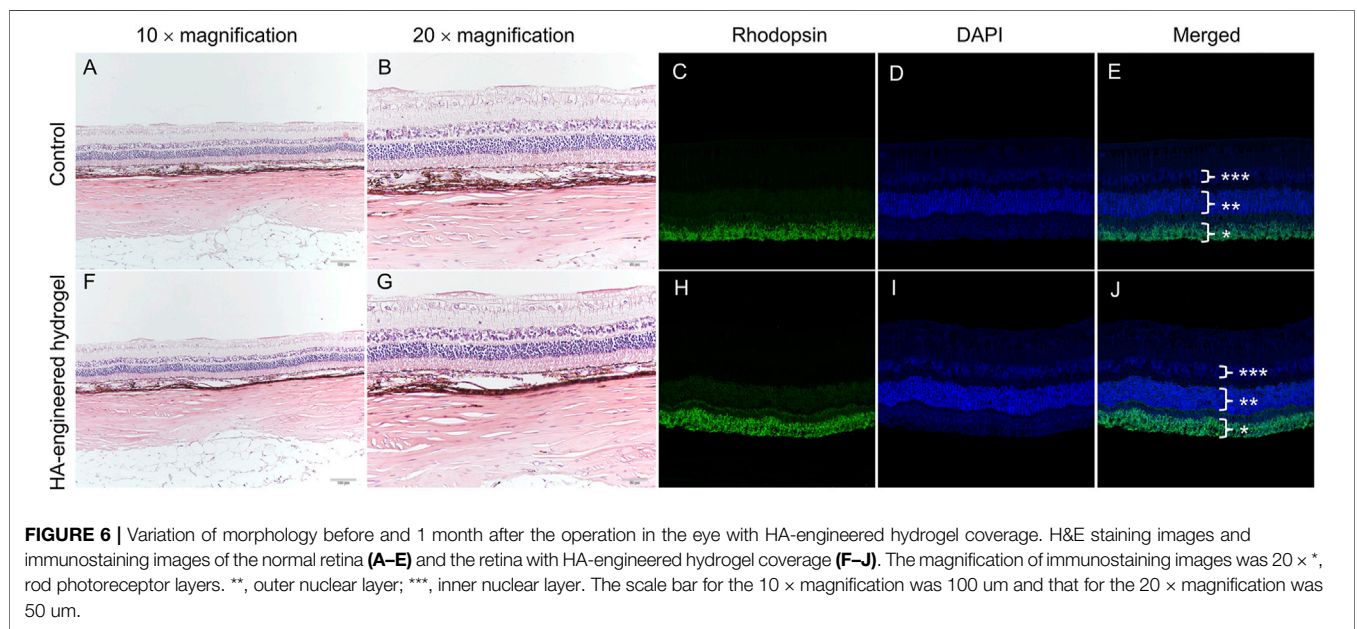 10 × magnification
20 × magnification
Rhodopsin
DAPI
Merged
Control
A
B
C
D
E
***
**
*
100 µm
HA-engineered hydrogel
F
G
H
I
J
***
**
*
100 µm
FIGURE 6 | Variation of morphology before and 1 month after the operation in the eye with HA-engineered hydrogel coverage. H&E staining images and
immunostaining images of the normal retina (A–E) and the retina with HA-engineered hydrogel coverage (F–J). The magnification of immunostaining images was 20 × *,
rod photoreceptor layers. **, outer nuclear layer; ***, inner nuclear layer. The scale bar for the 10 × magnification was 100 um and that for the 20 × magnification was
50 um.